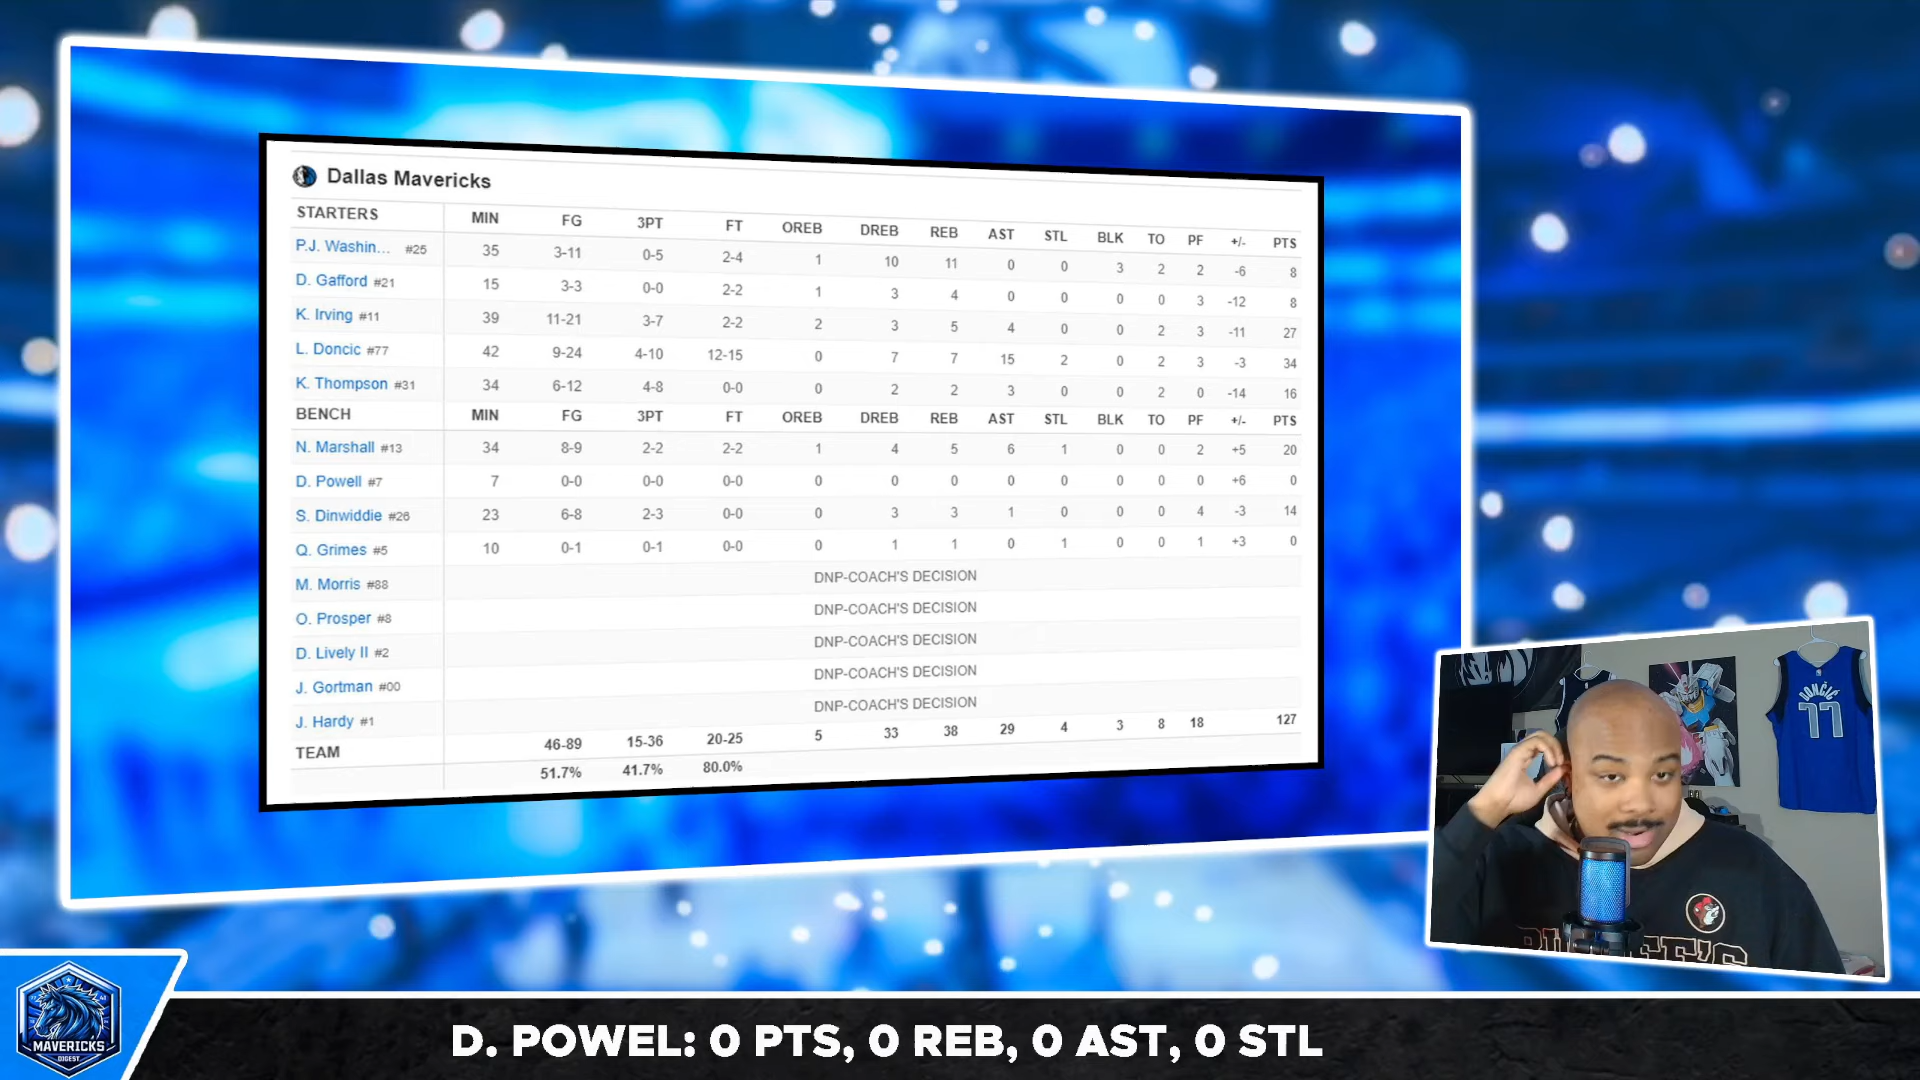 Dallas Mavericks
STARTERS MIN FG 3PT FT OREB DREB REB AST STL BLK TO PF +/- PTS
P.J. Washin... #25 35 3-11 0-5 2-4 1 10 11 0 0 3 2 2 -6 8
D. Gafford #21 15 3-3 0-0 2-2 1 3 4 0 0 0 0 3 -12 8
K. Irving #11 39 11-21 3-7 2-2 2 3 5 4 0 0 2 3 -11 27
L. Doncic #77 42 9-24 4-10 12-15 0 7 7 15 2 0 2 3 -3 34
K. Thompson #31 34 6-12 4-8 0-0 0 2 2 3 0 0 2 0 -14 16
BENCH MIN FG 3PT FT OREB DREB REB AST STL BLK TO PF +/- PTS
N. Marshall #13 34 8-9 2-2 2-2 1 4 5 6 1 0 0 2 +5 20
D. Powell #7 7 0-0 0-0 0-0 0 0 0 0 0 0 0 0 +6 0
S. Dinwiddie #26 23 6-8 2-3 0-0 0 3 3 1 0 0 0 4 -3 14
Q. Grimes #5 10 0-1 0-1 0-0 0 1 1 0 1 0 0 1 +3 0
M. Morris #88 DNP-COACH'S DECISION
O. Prosper #8 DNP-COACH'S DECISION
D. Lively II #2 DNP-COACH'S DECISION
J. Gortman #00 DNP-COACH'S DECISION
J. Hardy #1 DNP-COACH'S DECISION
TEAM 46-89 15-36 20-25 5 33 38 29 4 3 8 18 127
51.7% 41.7% 80.0%
DONČIĆ
77
MAVERICKS
DIGEST
D. POWEL: 0 PTS, 0 REB, 0 AST, 0 STL